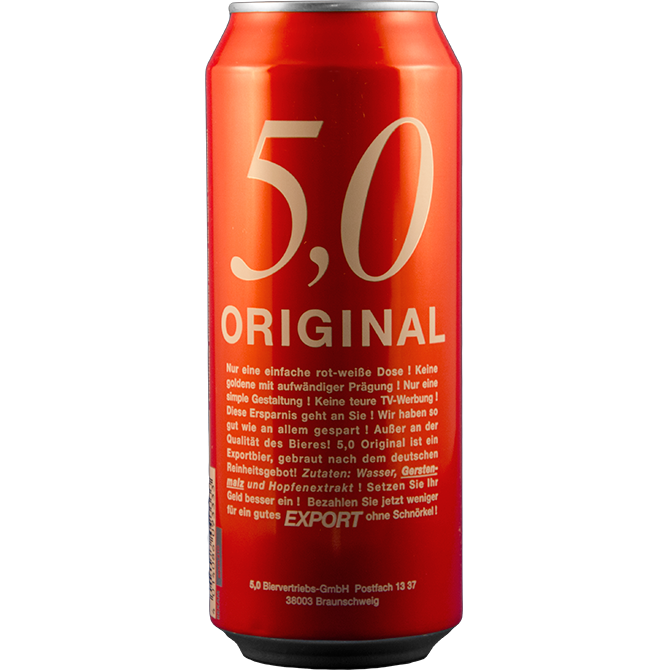 5,0
ORIGINAL
Nur eine einfache rot-weiße Dose ! Keine
goldene mit aufwändiger Prägung ! Nur eine
simple Gestaltung ! Keine teure TV-Werbung !
Diese Ersparnis geht an Sie ! Wir haben so
gut wie an allem gespart ! Außer an der
Qualität des Bieres! 5,0 Original ist ein
Exportbier, gebraut nach dem deutschen
Reinheitsgebot! Zutaten: Wasser, Gersten-
malz und Hopfenextrakt ! Setzen Sie Ihr
Geld besser ein ! Bezahlen Sie jetzt weniger
für ein gutes EXPORT ohne Schnörkel !
5,0 Biervertriebs-GmbH Postfach 13 37
38003 Braunschweig